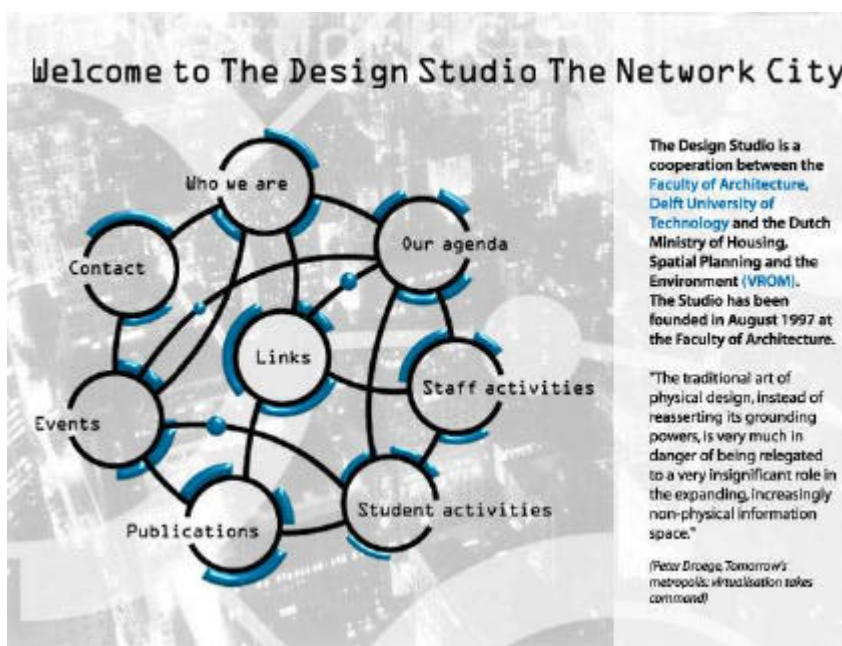 Welcome to The Design Studio The Network City
Who we are
Our agenda
Contact
Links
Staff activities
Events
Student activities
Publications
The Design Studio is a
cooperation between the
Faculty of Architecture,
Delft University of
Technology and the Dutch
Ministry of Housing,
Spatial Planning and the
Environment (VROM).
The Studio has been
founded in August 1997 at
the Faculty of Architecture.
"The traditional art of
physical design, instead of
reasserting its grounding
powers, is very much in
danger of being relegated
to a very insignificant role in
the expanding, increasingly
non-physical information
space."
(Peter Droege, Tomorrow's
metropolis: virtualisation takes
command)